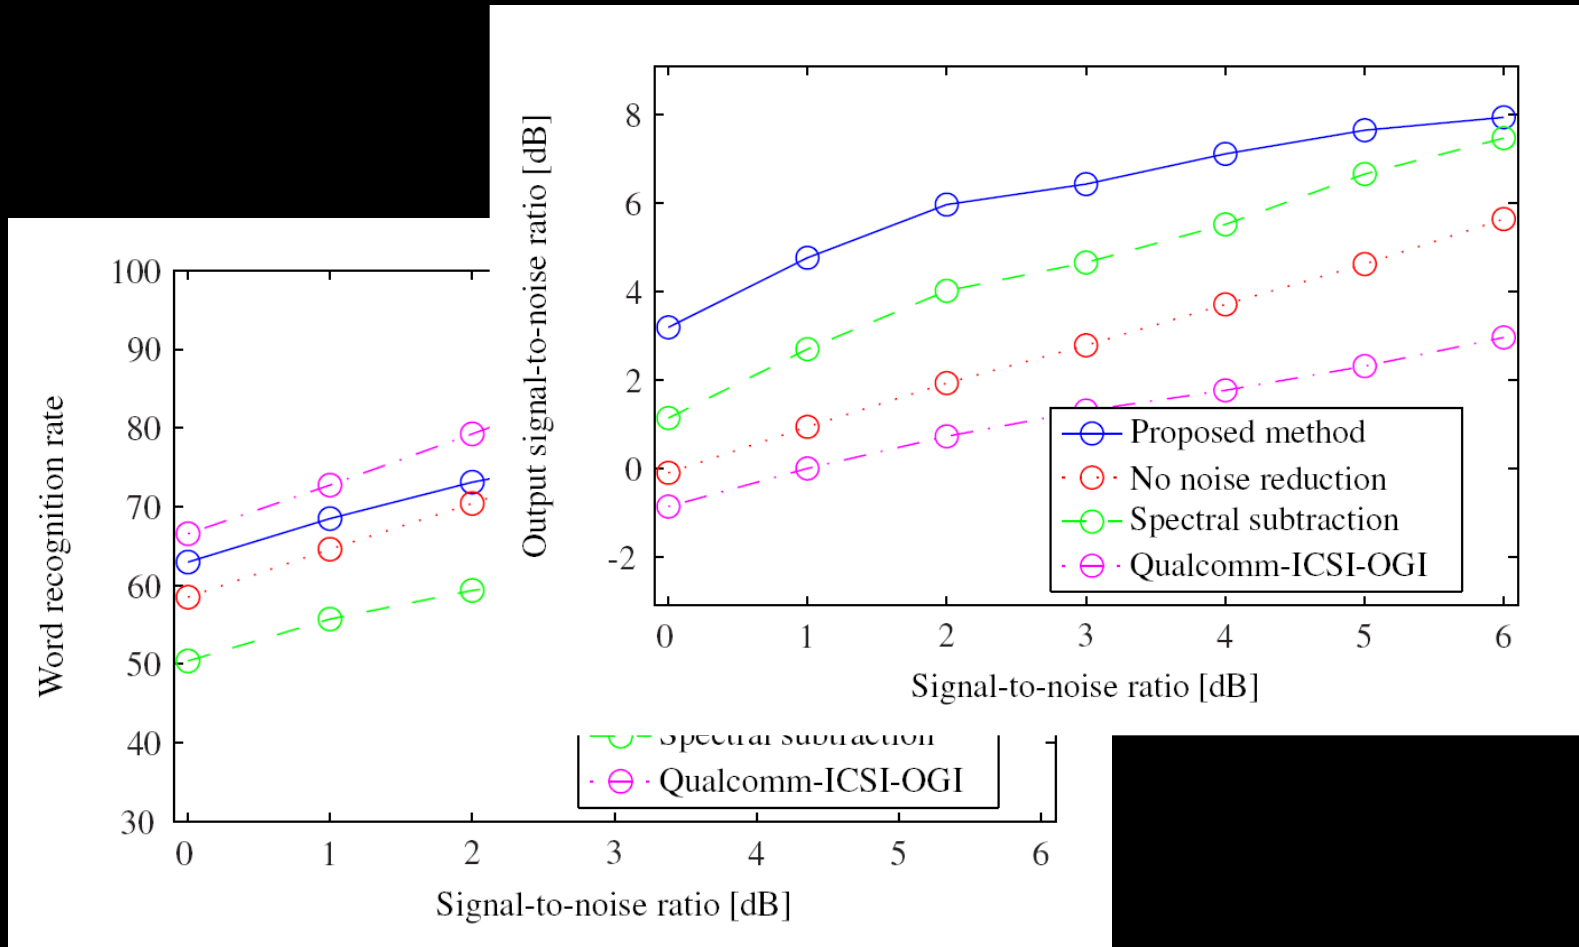 Output signal-to-noise ratio [dB]
8
6
4
2
0
-2
0 1 2 3 4 5 6
Signal-to-noise ratio [dB]
Proposed method
No noise reduction
Spectral subtraction
Qualcomm-ICSI-OGI
Word recognition rate
100
90
80
70
60
50
40
30
0 1 2 3 4 5 6
Signal-to-noise ratio [dB]
Spectral subtraction
Qualcomm-ICSI-OGI